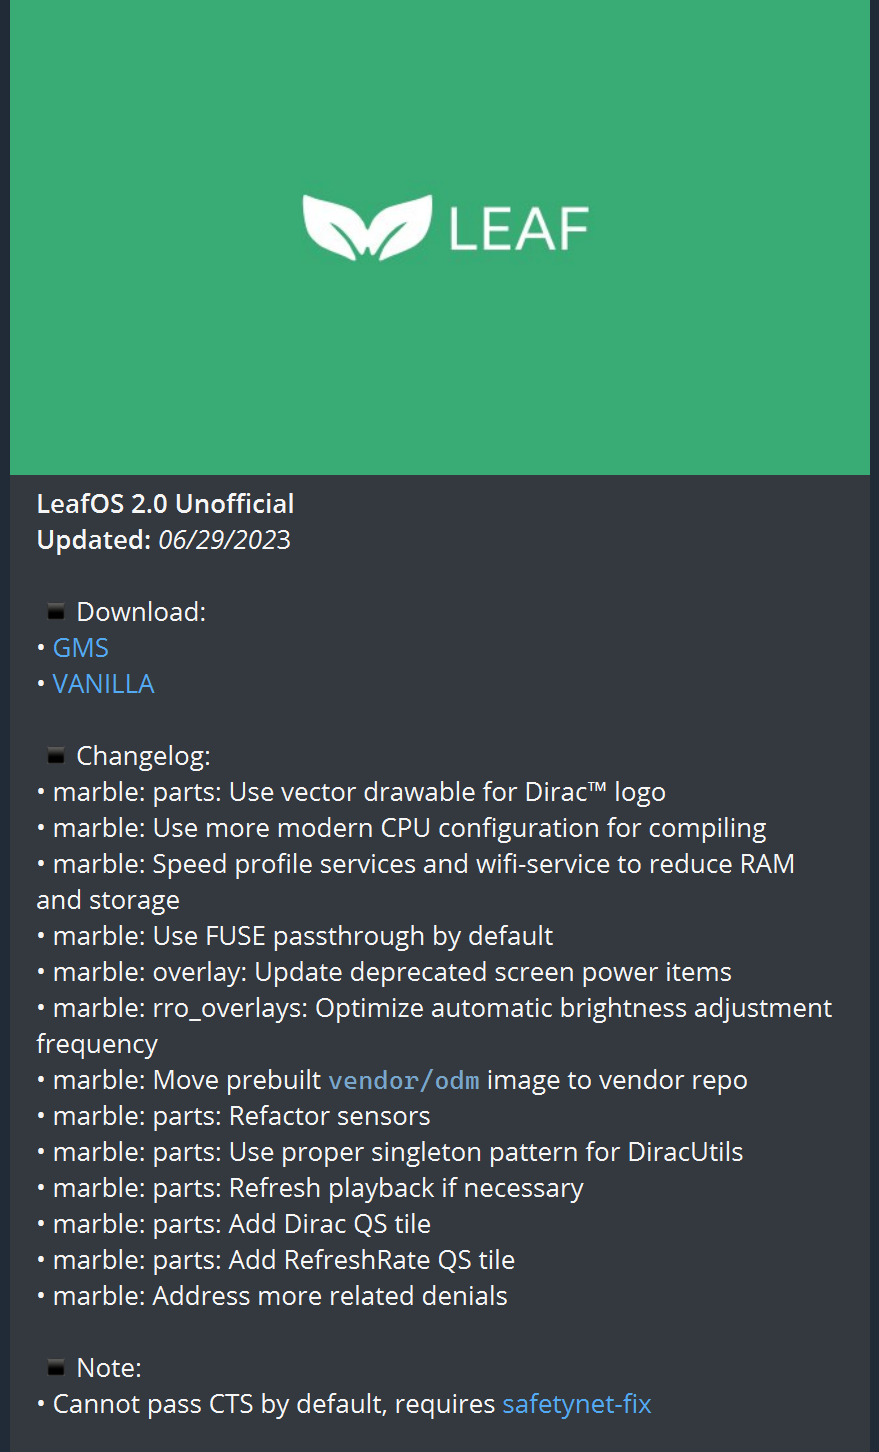 LEAF
LeafOS 2.0 Unofficial
Updated: 06/29/2023
▪ Download:
• GMS
• VANILLA
▪ Changelog:
• marble: parts: Use vector drawable for Dirac™ logo
• marble: Use more modern CPU configuration for compiling
• marble: Speed profile services and wifi-service to reduce RAM
and storage
• marble: Use FUSE passthrough by default
• marble: overlay: Update deprecated screen power items
• marble: rro_overlays: Optimize automatic brightness adjustment
frequency
• marble: Move prebuilt vendor/odm image to vendor repo
• marble: parts: Refactor sensors
• marble: parts: Use proper singleton pattern for DiracUtils
• marble: parts: Refresh playback if necessary
• marble: parts: Add Dirac QS tile
• marble: parts: Add RefreshRate QS tile
• marble: Address more related denials
▪ Note:
• Cannot pass CTS by default, requires safetynet-fix